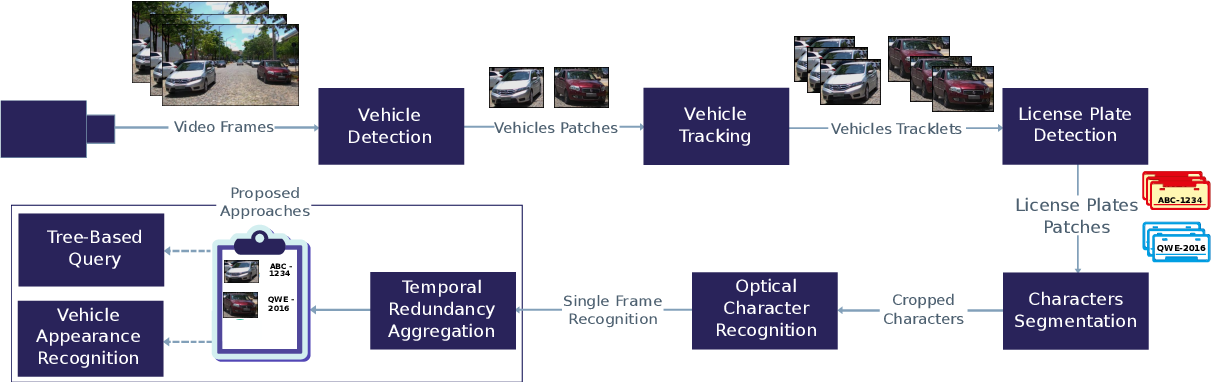 Video Frames
Vehicle
Detection
Vehicles Patches
Vehicle
Tracking
Vehicles Tracklets
License Plate
Detection
License Plates
Patches
ABC-1234
QWE-2016
Characters
Segmentation
Cropped
Characters
Optical
Character
Recognition
Single Frame
Recognition
Temporal
Redundancy
Aggregation
Proposed
Approaches
ABC -
1234
QWE -
2016
Tree-Based
Query
Vehicle
Appearance
Recognition